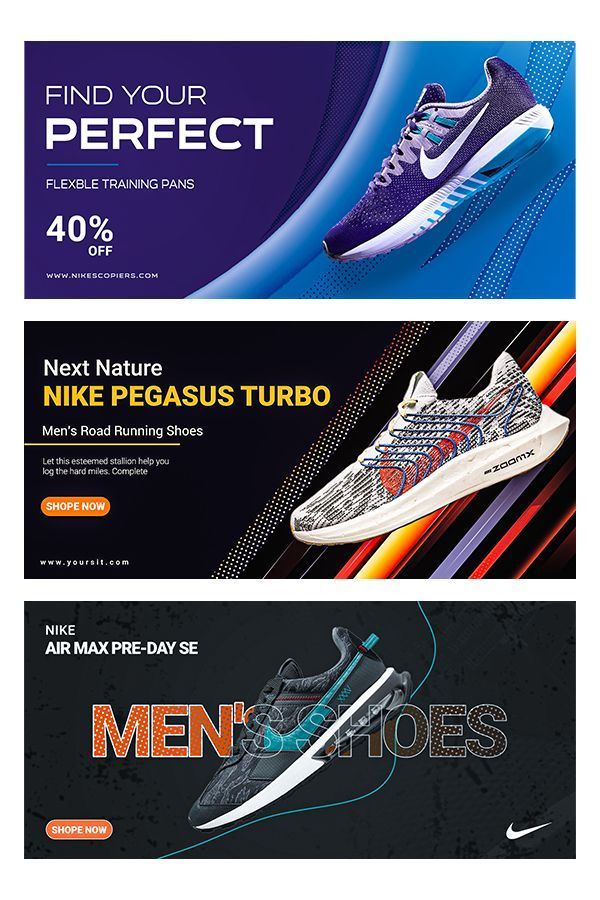 FIND YOUR
PERFECT
FLEXBLE TRAINING PANS
40%
OFF
WWW.NIKESCOPIERS.COM
Next Nature
NIKE PEGASUS TURBO
Men's Road Running Shoes
Let this esteemed stallion help you
log the hard miles. Complete
SHOPE NOW
www.yoursit.com
ZOOMX
NIKE
AIR MAX PRE-DAY SE
MEN'S SHOES
SHOPE NOW